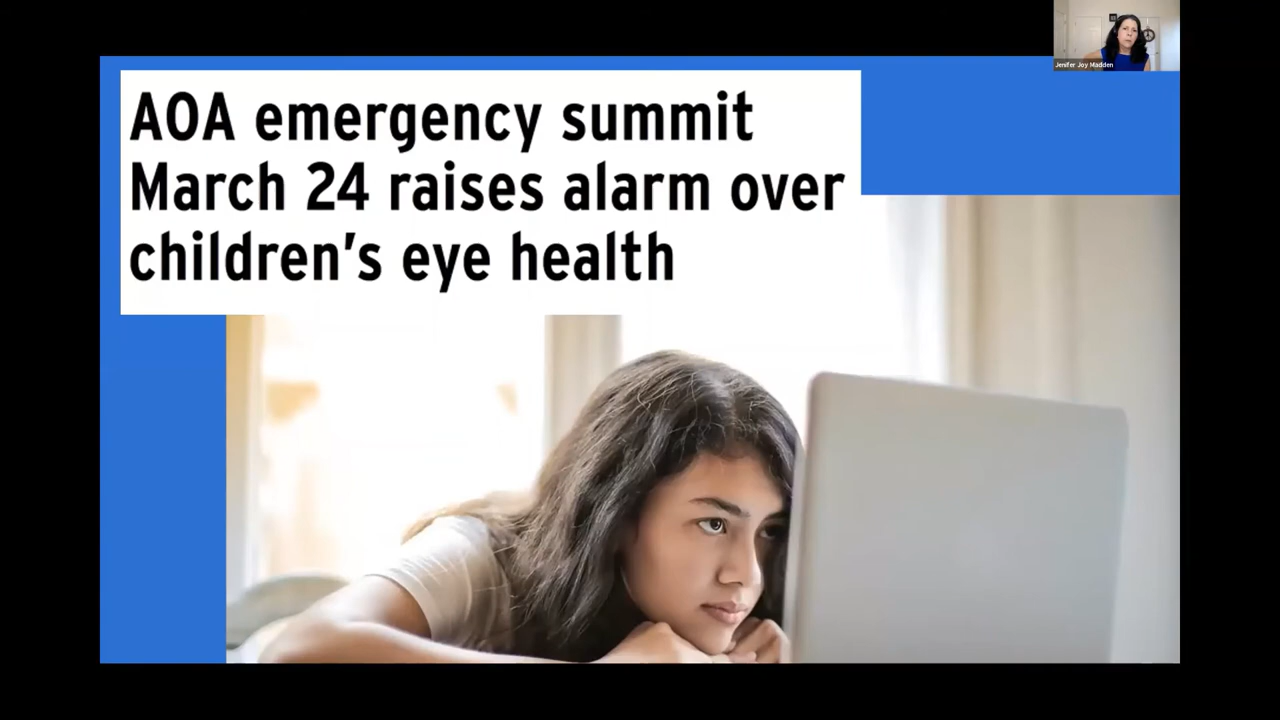 Jenifer Joy Madden
AOA emergency summit
March 24 raises alarm over
children’s eye health